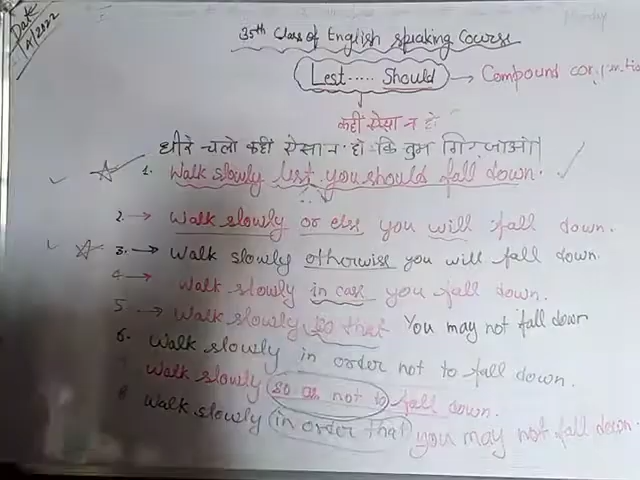 Date
/4/2022
35th Class of English speaking Course
Lest ..... Should → Compound
कहीं ऐसा न हो
धीरे चलो कहीं ऐसा न हो कि तुम गिर जाओ।
1. Walk slowly lest you should fall down.
2. → Walk slowly or else you will fall down.
3. → Walk slowly otherwise you will fall down.
4 → Walk slowly in case you fall down.
5. → Walk slowly so that You may not fall down
6. Walk slowly in order not to fall down.
Walk slowly so as not to fall down.
8 Walk slowly in order that you may not fall down.